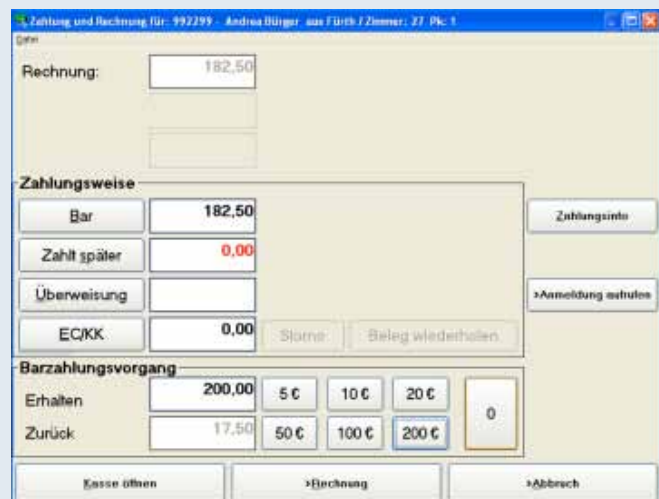 Zahlung und Rechnung für: 992299 - Andrea Bürger aus Fürth / Zimmer: 27 Pk: 1
Datei
Rechnung: 182,50
Zahlungsweise
Bar 182,50
Zahlt später 0,00
Überweisung
EC/KK 0,00 Storno Beleg wiederholen
Zahlungsinfo
>Anmeldung aufrufen
Barzahlungsvorgang
Erhalten 200,00 5 € 10 € 20 € 0
Zurück 17,50 50 € 100 € 200 €
Kasse öffnen >Rechnung >Abbruch